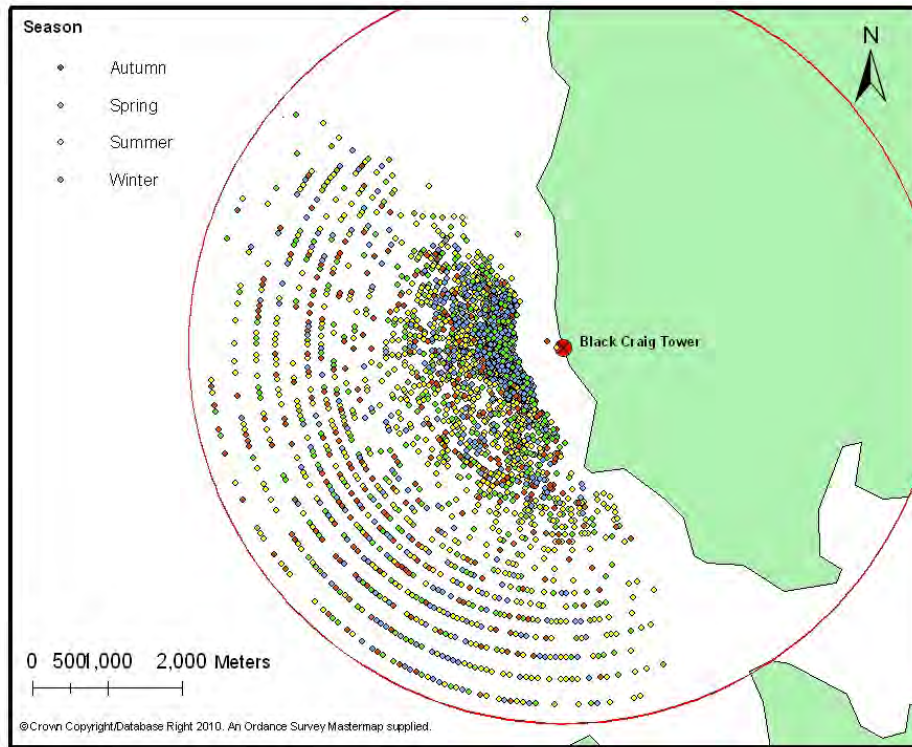 Season
Autumn
Spring
Summer
Winter
N
Black Craig Tower
0 5001,000 2,000 Meters
©Crown Copyright/Database Right 2010. An Ordance Survey Mastermap supplied.